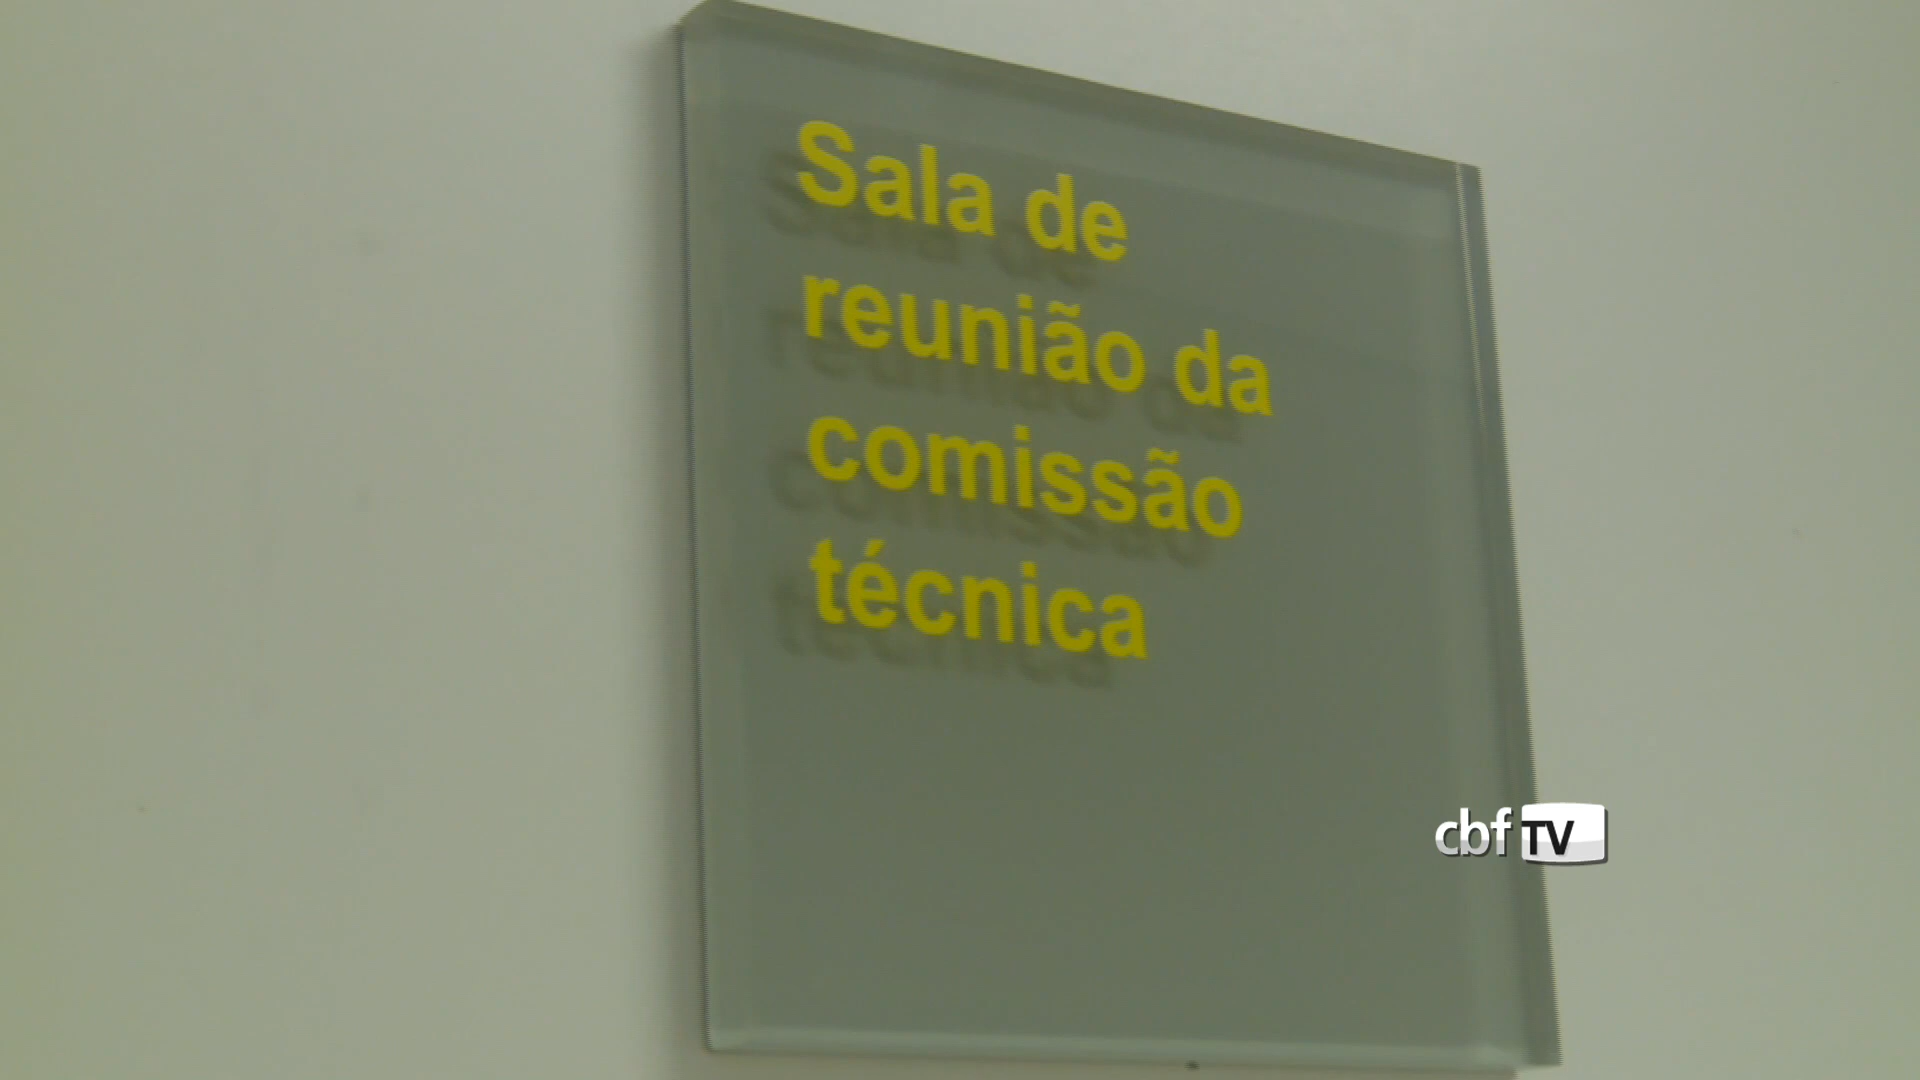 Sala de
reunião da
comissão
técnica
cbf TV